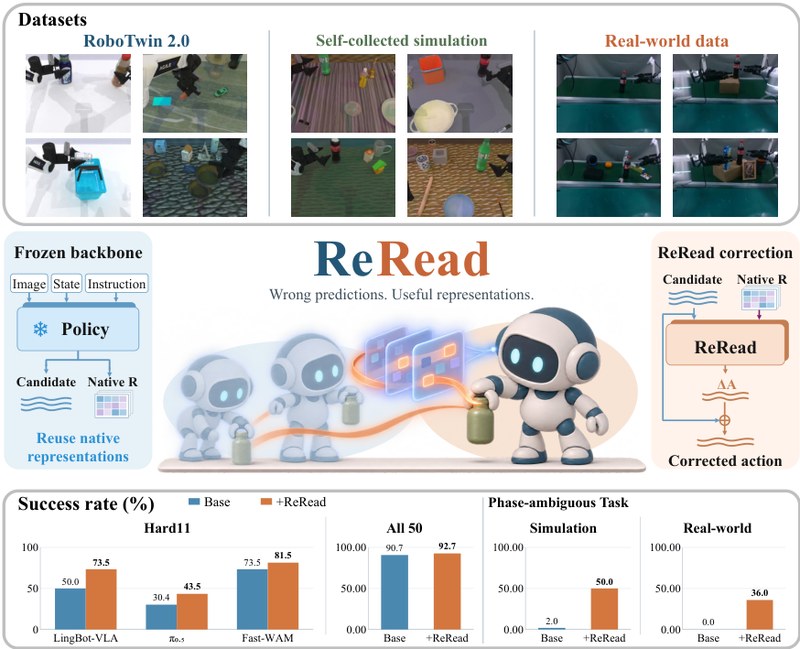 Datasets
RoboTwin 2.0
Self-collected simulation
Real-world data
Frozen backbone
Image
State
Instruction
Policy
Candidate
Native R
Reuse native
representations
ReRead
Wrong predictions. Useful representations.
ReRead correction
Candidate
Native R
ReRead
ΔA
Corrected action
Success rate (%)
Base
+ReRead
Hard11
100
50
0
50.0
73.5
30.4
43.5
73.5
81.5
LingBot-VLA
π₀.₅
Fast-WAM
All 50
100.00
50.00
0.00
90.7
92.7
Base
+ReRead
Phase-ambiguous Task
Simulation
100.00
50.00
0.00
2.0
50.0
Base
+ReRead
Real-world
100.00
50.00
0.00
0.0
36.0
Base
+ReRead